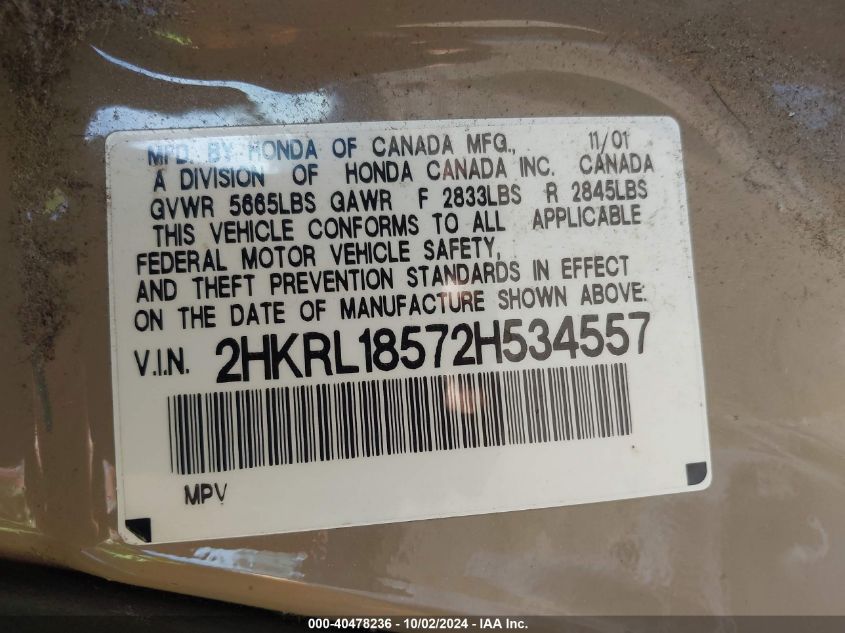 MFD. BY HONDA OF CANADA MFG., 11/01
A DIVISION OF HONDA CANADA INC. CANADA
GVWR 5665LBS GAWR F 2833LBS R 2845LBS
THIS VEHICLE CONFORMS TO ALL APPLICABLE
FEDERAL MOTOR VEHICLE SAFETY,
AND THEFT PREVENTION STANDARDS IN EFFECT
ON THE DATE OF MANUFACTURE SHOWN ABOVE.
V.I.N. 2HKRL18572H534557
MPV
000-40478236 - 10/02/2024 - IAA Inc.